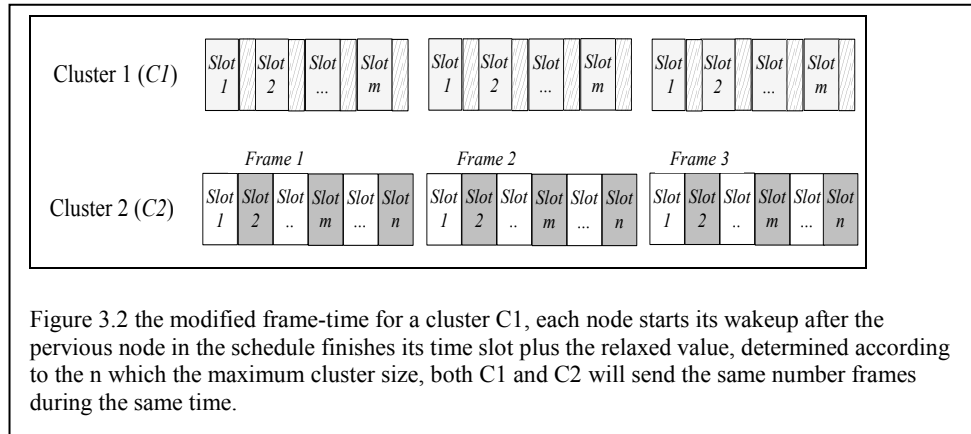 Cluster 1 (C1)
Slot 1 Slot 2 Slot ... Slot m Slot 1 Slot 2 Slot ... Slot m Slot 1 Slot 2 Slot ... Slot m
Frame 1 Frame 2 Frame 3
Cluster 2 (C2)
Slot 1 Slot 2 Slot .. Slot m Slot ... Slot n Slot 1 Slot 2 Slot .. Slot m Slot ... Slot n Slot 1 Slot 2 Slot .. Slot m Slot ... Slot n
Figure 3.2 the modified frame-time for a cluster C1, each node starts its wakeup after the
pervious node in the schedule finishes its time slot plus the relaxed value, determined according
to the n which the maximum cluster size, both C1 and C2 will send the same number frames
during the same time.